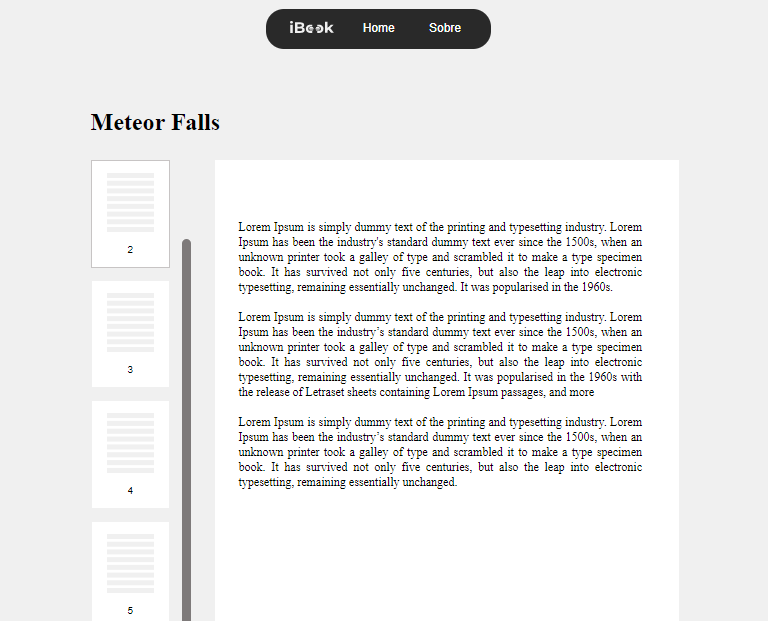 iBook Home Sobre
Meteor Falls
2
3
4
5
Lorem Ipsum is simply dummy text of the printing and typesetting industry. Lorem
Ipsum has been the industry's standard dummy text ever since the 1500s, when an
unknown printer took a galley of type and scrambled it to make a type specimen
book. It has survived not only five centuries, but also the leap into electronic
typesetting, remaining essentially unchanged. It was popularised in the 1960s.
Lorem Ipsum is simply dummy text of the printing and typesetting industry. Lorem
Ipsum has been the industry’s standard dummy text ever since the 1500s, when an
unknown printer took a galley of type and scrambled it to make a type specimen
book. It has survived not only five centuries, but also the leap into electronic
typesetting, remaining essentially unchanged. It was popularised in the 1960s with
the release of Letraset sheets containing Lorem Ipsum passages, and more
Lorem Ipsum is simply dummy text of the printing and typesetting industry. Lorem
Ipsum has been the industry’s standard dummy text ever since the 1500s, when an
unknown printer took a galley of type and scrambled it to make a type specimen
book. It has survived not only five centuries, but also the leap into electronic
typesetting, remaining essentially unchanged.